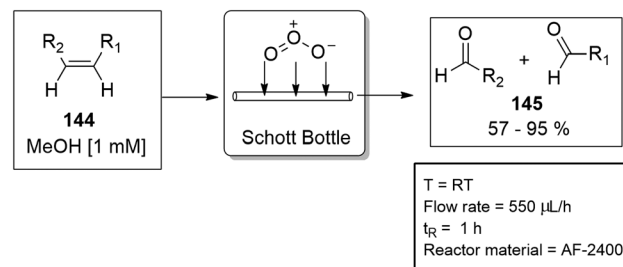 R2 R1
H H
144
MeOH [1 mM]
+
O O O−
Schott Bottle
O O
H R2 + H R1
145
57 - 95 %
T = RT
Flow rate = 550 μL/h
tR = 1 h
Reactor material = AF-2400